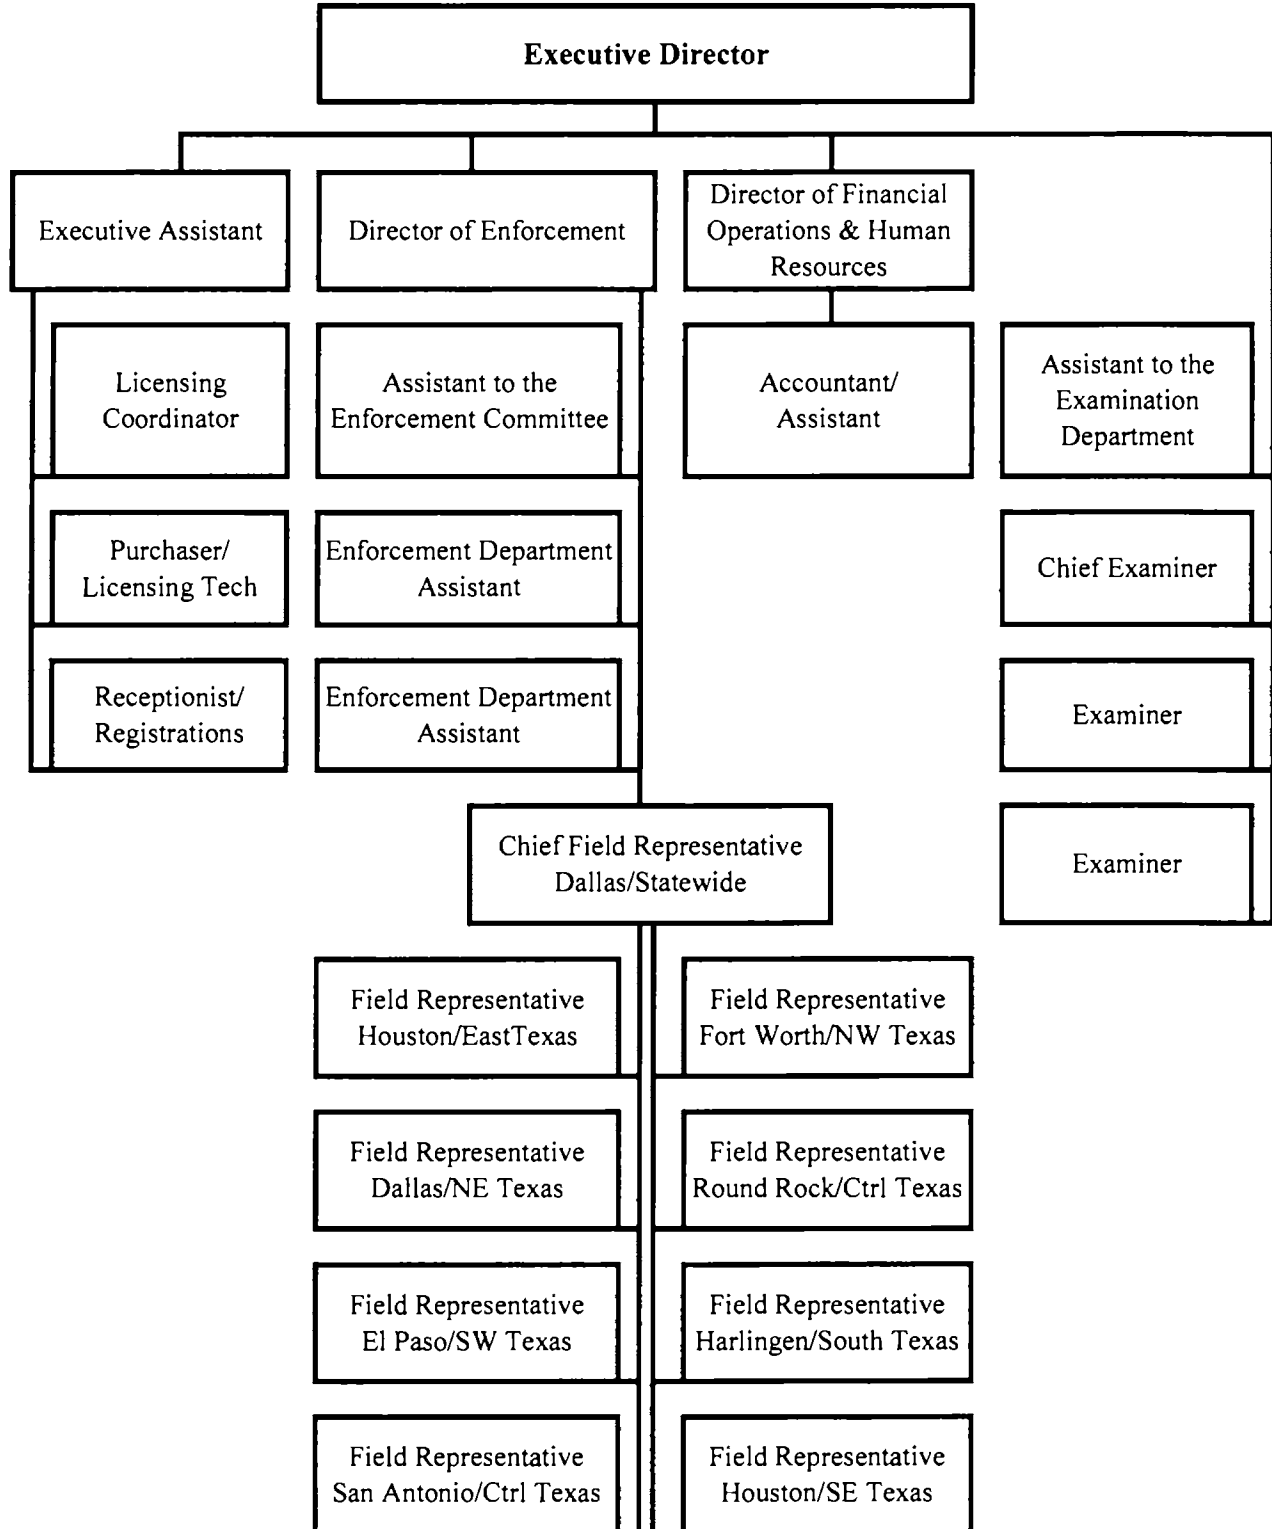 Executive Director
Executive Assistant
Director of Enforcement
Director of Financial
Operations & Human
Resources
Licensing
Coordinator
Assistant to the
Enforcement Committee
Accountant/
Assistant
Assistant to the
Examination
Department
Purchaser/
Licensing Tech
Enforcement Department
Assistant
Chief Examiner
Receptionist/
Registrations
Enforcement Department
Assistant
Examiner
Chief Field Representative
Dallas/Statewide
Examiner
Field Representative
Houston/EastTexas
Field Representative
Fort Worth/NW Texas
Field Representative
Dallas/NE Texas
Field Representative
Round Rock/Ctrl Texas
Field Representative
El Paso/SW Texas
Field Representative
Harlingen/South Texas
Field Representative
San Antonio/Ctrl Texas
Field Representative
Houston/SE Texas